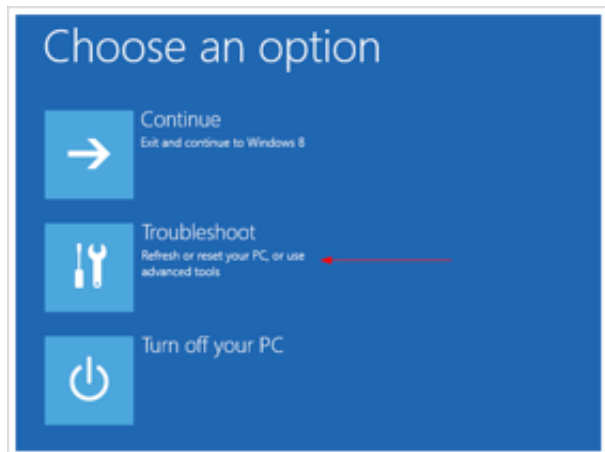 Choose an option
Continue
Exit and continue to Windows 8
Troubleshoot
Refresh or reset your PC, or use
advanced tools
Turn off your PC